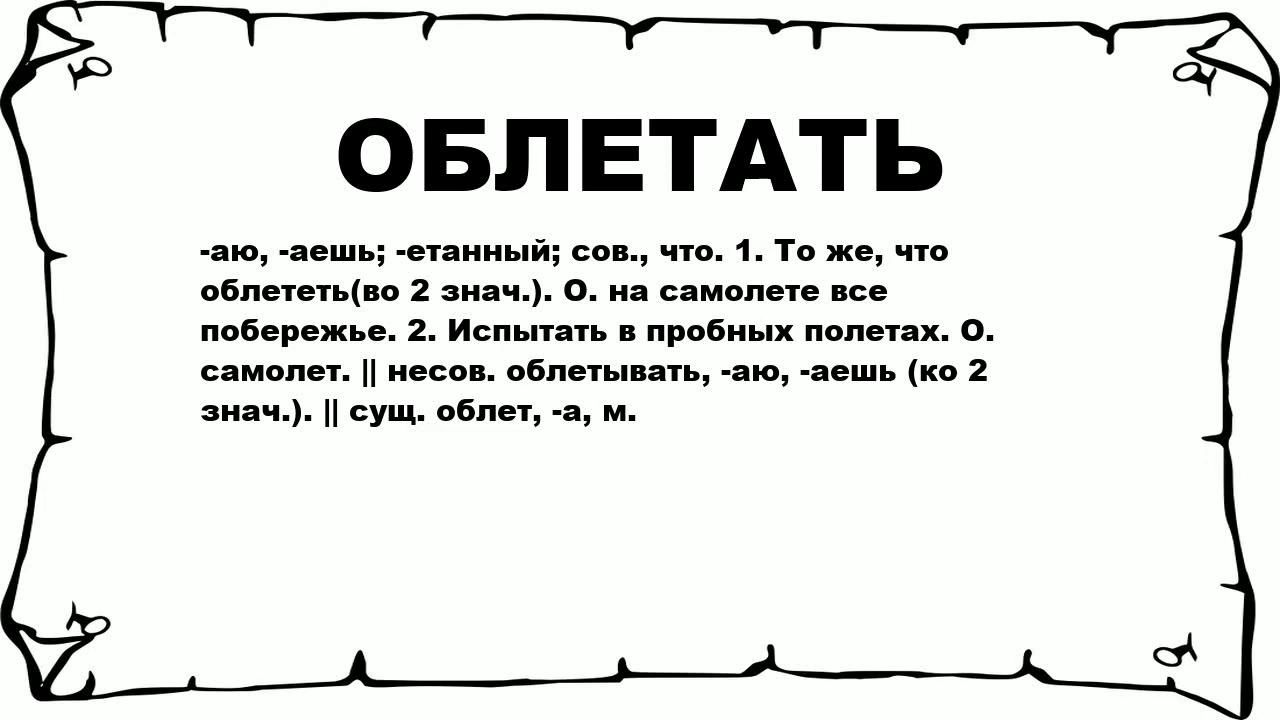 ОБЛЕТАТЬ
-аю, -аешь; -етанный; сов., что. 1. То же, что
облететь(во 2 знач.). О. на самолете все
побережье. 2. Испытать в пробных полетах. О.
самолет. || несов. облетывать, -аю, -аешь (ко 2
знач.). || сущ. облет, -а, м.